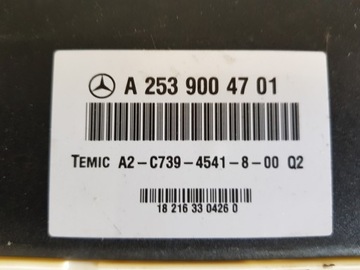 A 253 900 47 01
TEMIC A2-C739-4541-8-00 Q2
18 216 33 0426 0